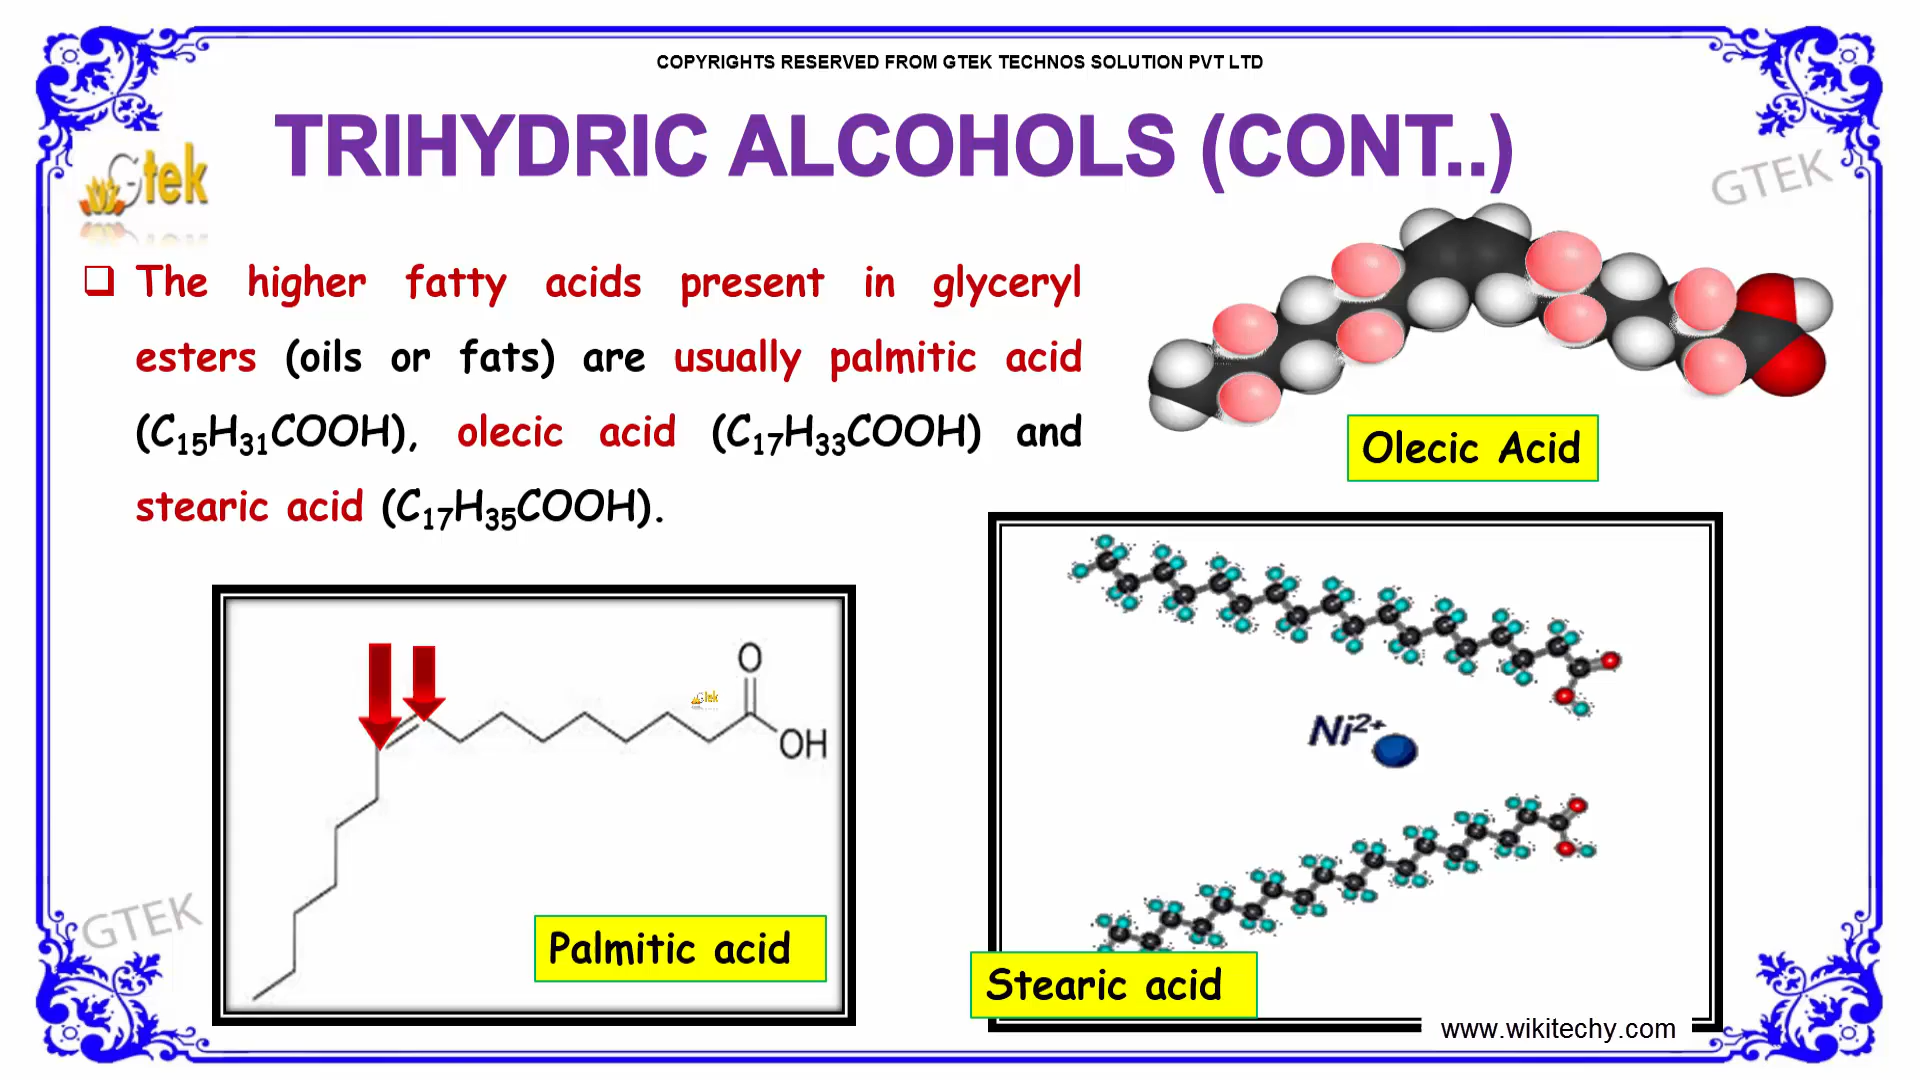 COPYRIGHTS RESERVED FROM GTEK TECHNOS SOLUTION PVT LTD
TRIHYDRIC ALCOHOLS (CONT..)
Gtek
GTEK
❑ The higher fatty acids present in glyceryl
esters (oils or fats) are usually palmitic acid
(C₁₅H₃₁COOH), olecic acid (C₁₇H₃₃COOH) and
stearic acid (C₁₇H₃₅COOH).
Olecic Acid
O
Gtek
OH
Palmitic acid
Ni²⁺
Stearic acid
GTEK
www.wikitechy.com